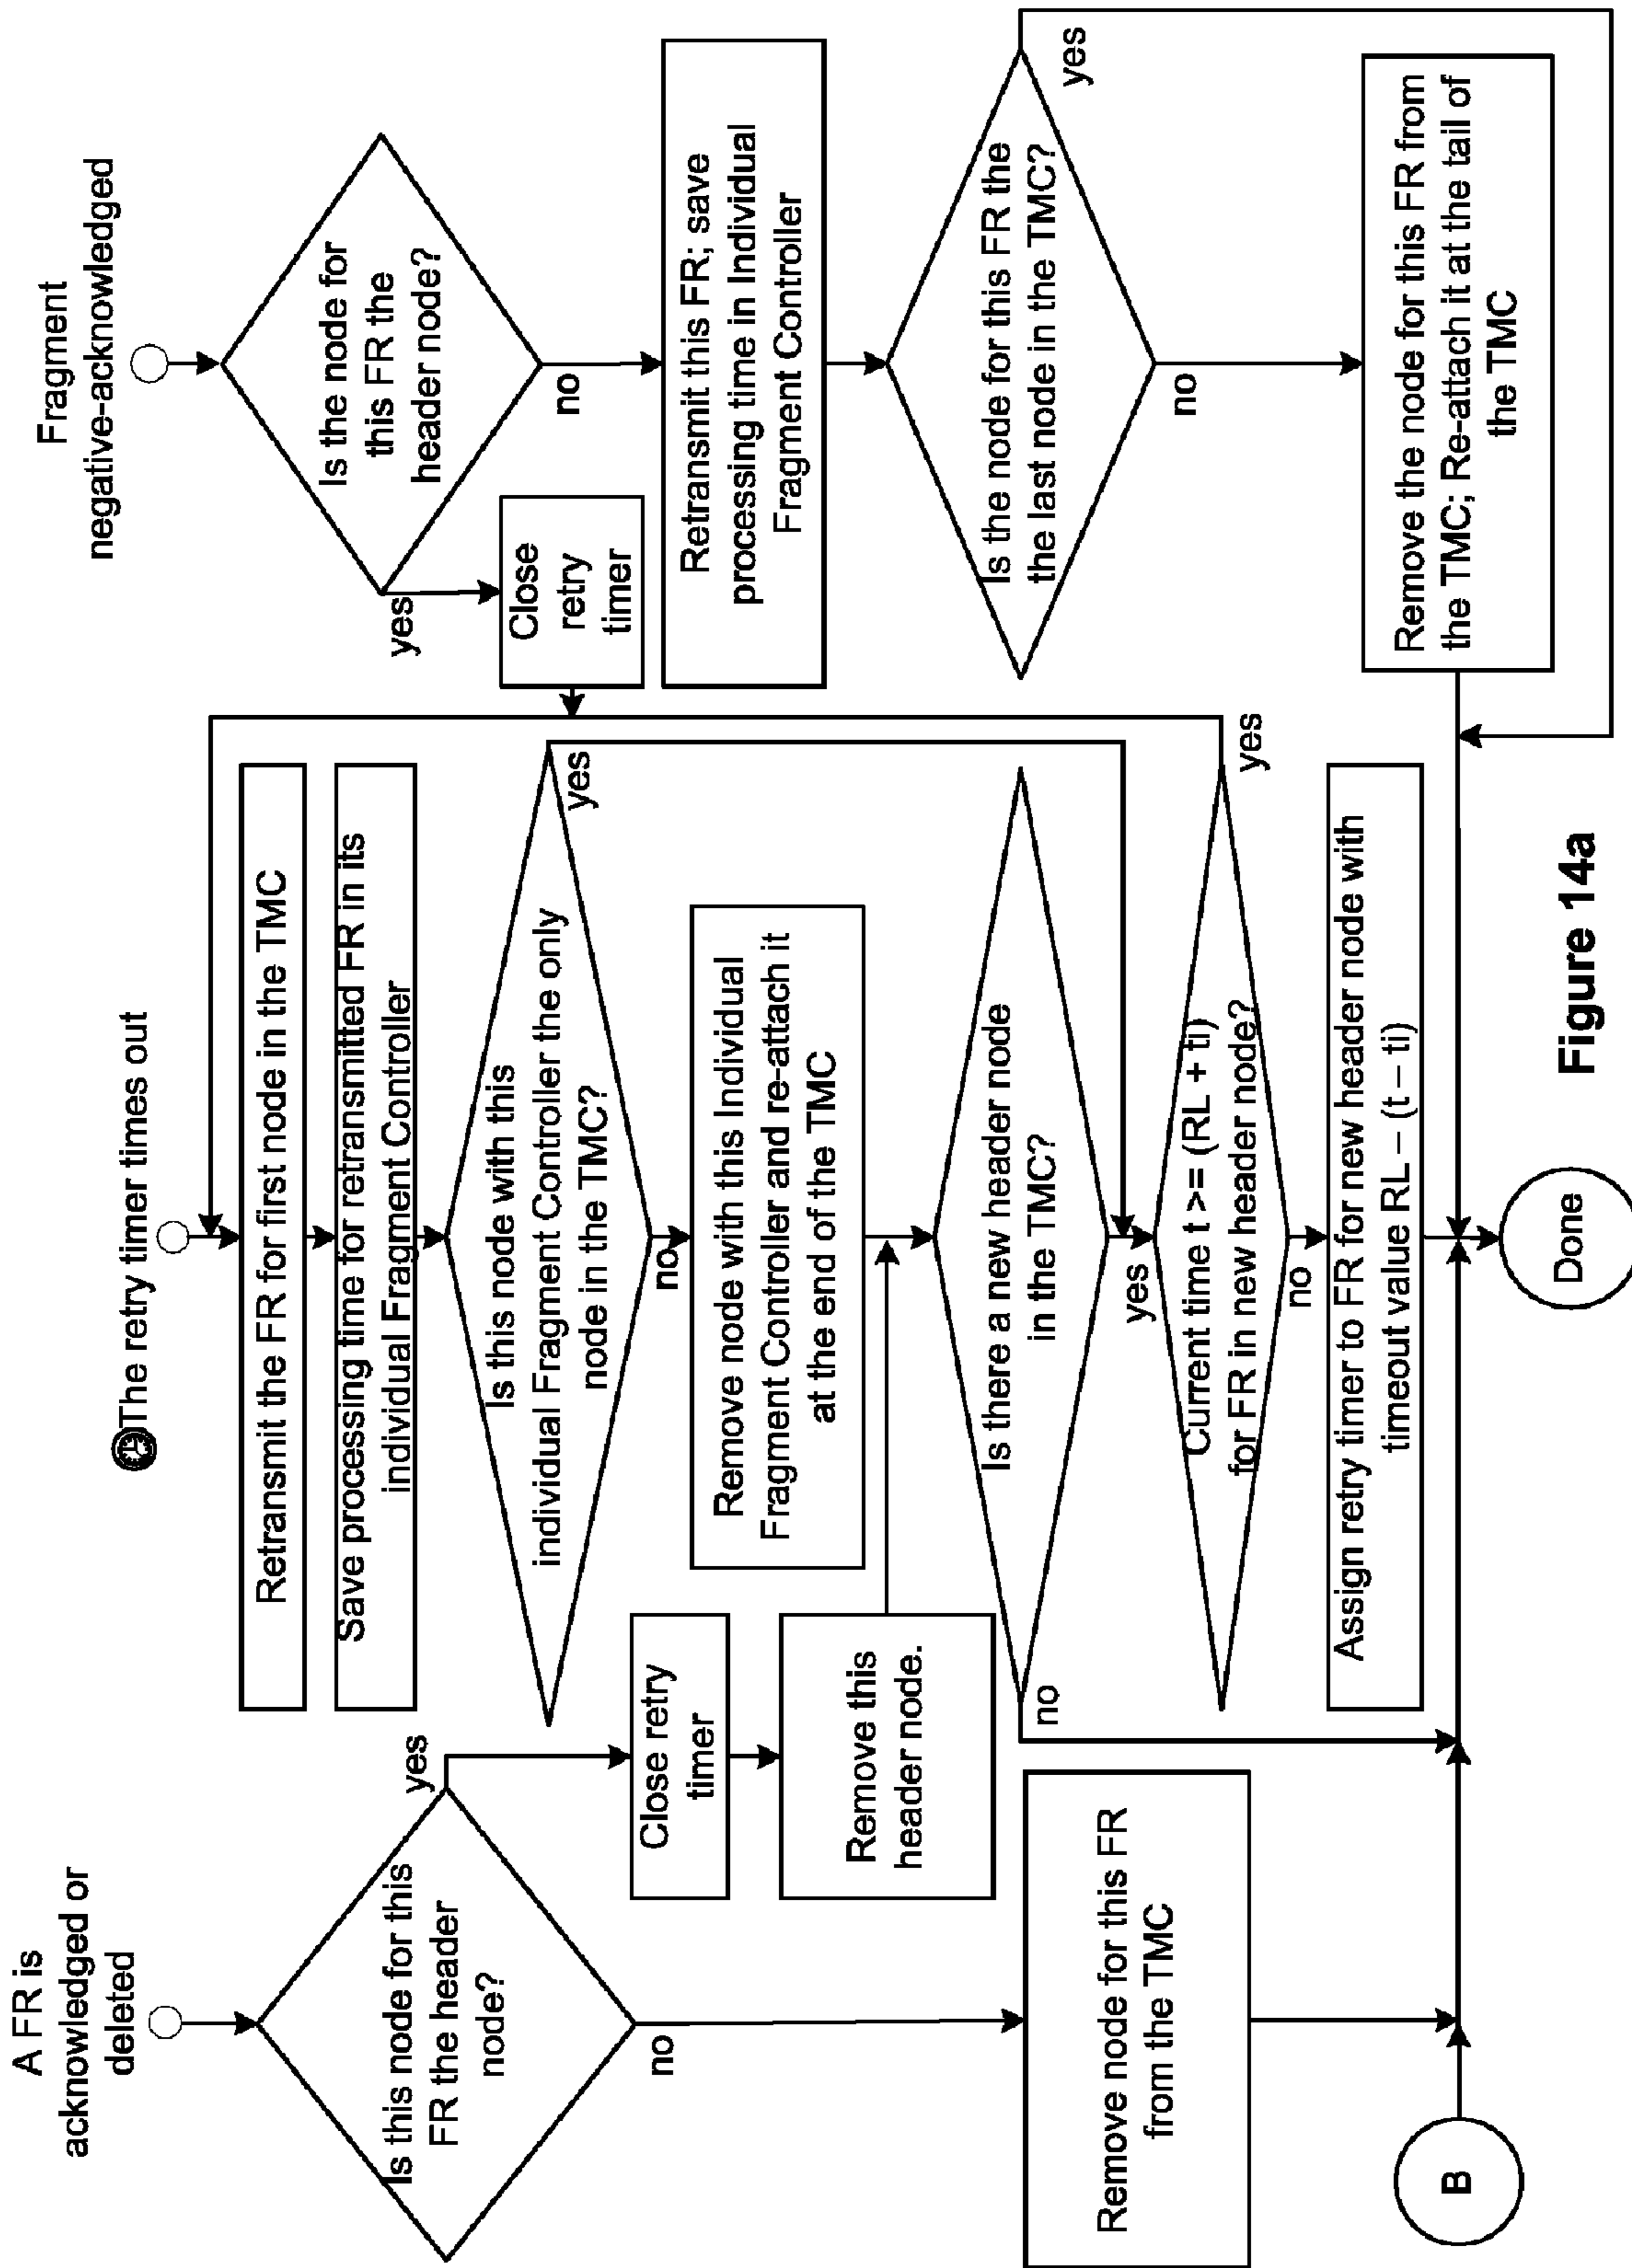 A FR is
acknowledged or
deleted
Is this node for this
FR the header
node?
yes
no
Close retry
timer
Remove this
header node.
Remove node for this FR
from the TMC
B
The retry timer times out
Retransmit the FR for first node in the TMC
Save processing time for retransmitted FR in its
individual Fragment Controller
Is this node with this
individual Fragment Controller the only
node in the TMC?
yes
no
Remove node with this Individual
Fragment Controller and re-attach it
at the end of the TMC
Is there a new header node
in the TMC?
no
yes
Current time t >= (RL + ti)
for FR in new header node?
yes
no
Assign retry timer to FR for new header node with
timeout value RL – (t – ti)
Done
Fragment
negative-acknowledged
Is the node for
this FR the
header node?
yes
no
Close
retry
timer
Retransmit this FR; save
processing time in Individual
Fragment Controller
Is the node for this FR the
the last node in the TMC?
yes
no
Remove the node for this FR from
the TMC; Re-attach it at the tail of
the TMC
Figure 14a